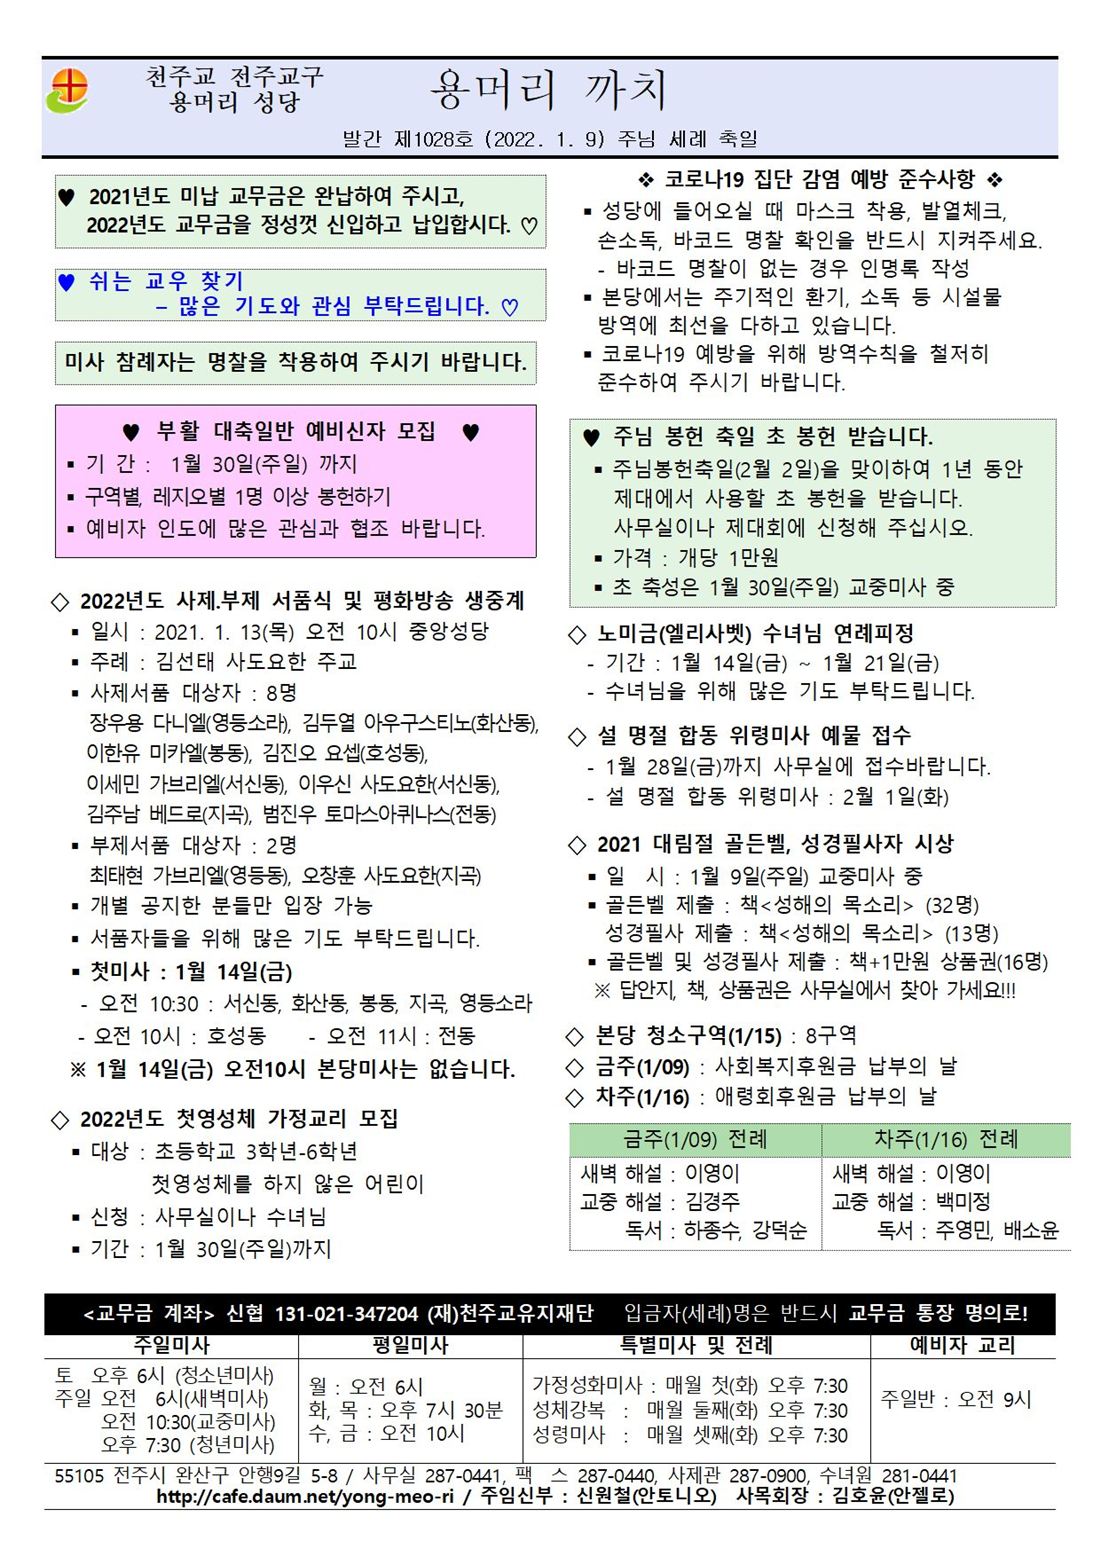 천주교 전주교구
용머리 성당
용머리 까치
발간 제1028호 (2022. 1. 9) 주님 세례 축일
♥ 2021년도 미납 교무금은 완납하여 주시고,
2022년도 교무금을 정성껏 신입하고 납입합시다. ♡
♥ 쉬는 교우 찾기
– 많은 기도와 관심 부탁드립니다. ♡
미사 참례자는 명찰을 착용하여 주시기 바랍니다.
♥ 부활 대축일반 예비신자 모집 ♥
▪ 기 간 : 1월 30일(주일) 까지
▪ 구역별, 레지오별 1명 이상 봉헌하기
▪ 예비자 인도에 많은 관심과 협조 바랍니다.
◇ 2022년도 사제.부제 서품식 및 평화방송 생중계
▪ 일시 : 2021. 1. 13(목) 오전 10시 중앙성당
▪ 주례 : 김선태 사도요한 주교
▪ 사제서품 대상자 : 8명
장우용 다니엘(영등소라), 김두열 아우구스티노(화산동),
이한유 미카엘(봉동), 김진오 요셉(호성동),
이세민 가브리엘(서신동), 이우신 사도요한(서신동),
김주남 베드로(지곡), 범진우 토마스아퀴나스(전동)
▪ 부제서품 대상자 : 2명
최태현 가브리엘(영등동), 오창훈 사도요한(지곡)
▪ 개별 공지한 분들만 입장 가능
▪ 서품자들을 위해 많은 기도 부탁드립니다.
▪ 첫미사 : 1월 14일(금)
- 오전 10:30 : 서신동, 화산동, 봉동, 지곡, 영등소라
- 오전 10시 : 호성동 - 오전 11시 : 전동
※ 1월 14일(금) 오전10시 본당미사는 없습니다.
◇ 2022년도 첫영성체 가정교리 모집
▪ 대상 : 초등학교 3학년-6학년
첫영성체를 하지 않은 어린이
▪ 신청 : 사무실이나 수녀님
▪ 기간 : 1월 30일(주일)까지
❖ 코로나19 집단 감염 예방 준수사항 ❖
▪ 성당에 들어오실 때 마스크 착용, 발열체크,
손소독, 바코드 명찰 확인을 반드시 지켜주세요.
- 바코드 명찰이 없는 경우 인명록 작성
▪ 본당에서는 주기적인 환기, 소독 등 시설물
방역에 최선을 다하고 있습니다.
▪ 코로나19 예방을 위해 방역수칙을 철저히
준수하여 주시기 바랍니다.
♥ 주님 봉헌 축일 초 봉헌 받습니다.
▪ 주님봉헌축일(2월 2일)을 맞이하여 1년 동안
제대에서 사용할 초 봉헌을 받습니다.
사무실이나 제대회에 신청해 주십시오.
▪ 가격 : 개당 1만원
▪ 초 축성은 1월 30일(주일) 교중미사 중
◇ 노미금(엘리사벳) 수녀님 연례피정
- 기간 : 1월 14일(금) ~ 1월 21일(금)
- 수녀님을 위해 많은 기도 부탁드립니다.
◇ 설 명절 합동 위령미사 예물 접수
- 1월 28일(금)까지 사무실에 접수바랍니다.
- 설 명절 합동 위령미사 : 2월 1일(화)
◇ 2021 대림절 골든벨, 성경필사자 시상
▪ 일 시 : 1월 9일(주일) 교중미사 중
▪ 골든벨 제출 : 책<성해의 목소리> (32명)
성경필사 제출 : 책<성해의 목소리> (13명)
▪ 골든벨 및 성경필사 제출 : 책+1만원 상품권(16명)
※ 답안지, 책, 상품권은 사무실에서 찾아 가세요!!!
◇ 본당 청소구역(1/15) : 8구역
◇ 금주(1/09) : 사회복지후원금 납부의 날
◇ 차주(1/16) : 애령회후원금 납부의 날
금주(1/09) 전례 차주(1/16) 전례
새벽 해설 : 이영이 새벽 해설 : 이영이
교중 해설 : 김경주 교중 해설 : 백미정
독서 : 하종수, 강덕순 독서 : 주영민, 배소윤
<교무금 계좌> 신협 131-021-347204 (재)천주교유지재단 입금자(세례)명은 반드시 교무금 통장 명의로!
주일미사 평일미사 특별미사 및 전례 예비자 교리
토 오후 6시 (청소년미사)
주일 오전 6시(새벽미사)
오전 10:30(교중미사)
오후 7:30 (청년미사)
월 : 오전 6시
화, 목 : 오후 7시 30분
수, 금 : 오전 10시
가정성화미사 : 매월 첫(화) 오후 7:30
성체강복 : 매월 둘째(화) 오후 7:30
성령미사 : 매월 셋째(화) 오후 7:30
주일반 : 오전 9시
55105 전주시 완산구 안행9길 5-8 / 사무실 287-0441, 팩 스 287-0440, 사제관 287-0900, 수녀원 281-0441
http://cafe.daum.net/yong-meo-ri / 주임신부 : 신원철(안토니오) 사목회장 : 김호윤(안젤로)